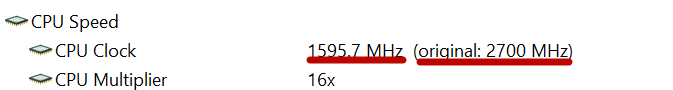 CPU Speed
CPU Clock 1595.7 MHz (original: 2700 MHz)
CPU Multiplier 16x